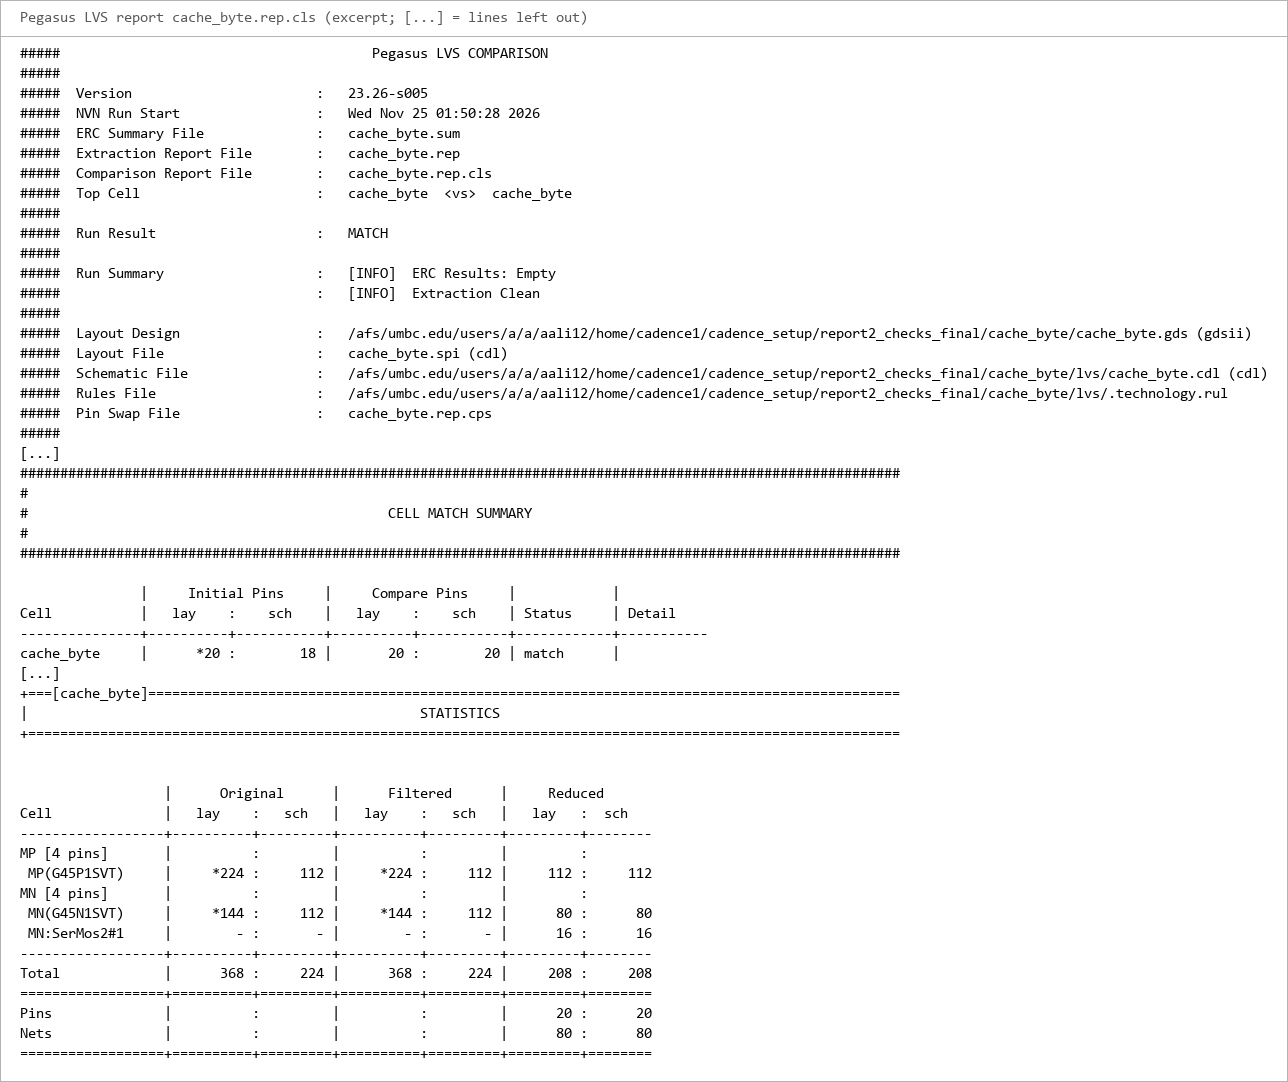 Pegasus LVS report cache_byte.rep.cls (excerpt; [...] = lines left out)
##### Pegasus LVS COMPARISON
#####
##### Version : 23.26-s005
##### NVN Run Start : Wed Nov 25 01:50:28 2026
##### ERC Summary File : cache_byte.sum
##### Extraction Report File : cache_byte.rep
##### Comparison Report File : cache_byte.rep.cls
##### Top Cell : cache_byte <vs> cache_byte
#####
##### Run Result : MATCH
#####
##### Run Summary : [INFO] ERC Results: Empty
##### : [INFO] Extraction Clean
#####
##### Layout Design : /afs/umbc.edu/users/a/a/aali12/home/cadence1/cadence_setup/report2_checks_final/cache_byte/cache_byte.gds (gdsii)
##### Layout File : cache_byte.spi (cdl)
##### Schematic File : /afs/umbc.edu/users/a/a/aali12/home/cadence1/cadence_setup/report2_checks_final/cache_byte/lvs/cache_byte.cdl (cdl)
##### Rules File : /afs/umbc.edu/users/a/a/aali12/home/cadence1/cadence_setup/report2_checks_final/cache_byte/lvs/.technology.rul
##### Pin Swap File : cache_byte.rep.cps
#####
[...]
##############################################################################################################
#
# CELL MATCH SUMMARY
#
##############################################################################################################
| Initial Pins | Compare Pins | |
Cell | lay : sch | lay : sch | Status | Detail
---------------+----------+-----------+----------+-----------+------------+-----------
cache_byte | *20 : 18 | 20 : 20 | match |
[...]
+===[cache_byte]==============================================================================================
| STATISTICS
+=============================================================================================================
| Original | Filtered | Reduced
Cell | lay : sch | lay : sch | lay : sch
------------------+----------+---------+----------+---------+---------+--------
MP [4 pins] | : | : | :
MP(G45P1SVT) | *224 : 112 | *224 : 112 | 112 : 112
MN [4 pins] | : | : | :
MN(G45N1SVT) | *144 : 112 | *144 : 112 | 80 : 80
MN:SerMos2#1 | - : - | - : - | 16 : 16
------------------+----------+---------+----------+---------+---------+--------
Total | 368 : 224 | 368 : 224 | 208 : 208
==================+==========+=========+==========+=========+=========+========
Pins | : | : | 20 : 20
Nets | : | : | 80 : 80
==================+==========+=========+==========+=========+=========+========